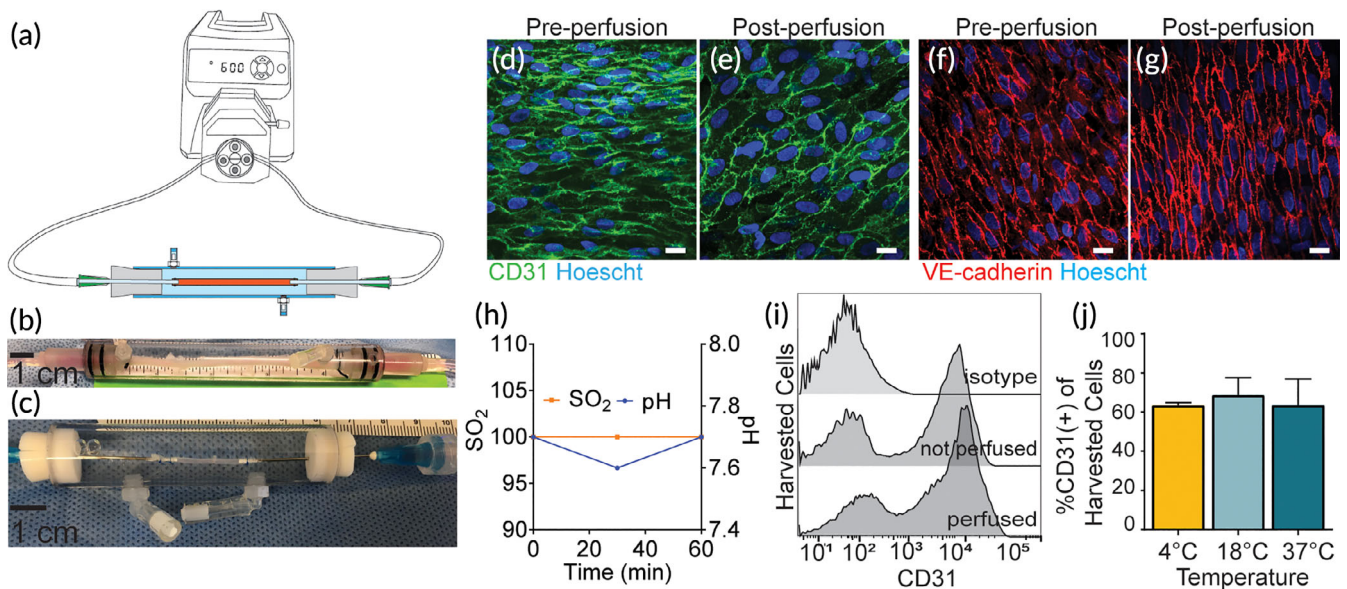 (a)
600
(b)
1 cm
(c)
1 cm
Pre-perfusion
Post-perfusion
Pre-perfusion
Post-perfusion
(d)
(e)
(f)
(g)
CD31 Hoescht
VE-cadherin Hoescht
(h)
110
105
100
95
90
SO2
8.0
7.8
7.6
7.4
pH
SO2
pH
0
20
40
60
Time (min)
(i)
Harvested Cells
isotype
not perfused
perfused
10¹
10²
10³
10⁴
10⁵
CD31
(j)
100
80
60
40
20
0
%CD31(+) of
Harvested Cells
4°C
18°C
37°C
Temperature